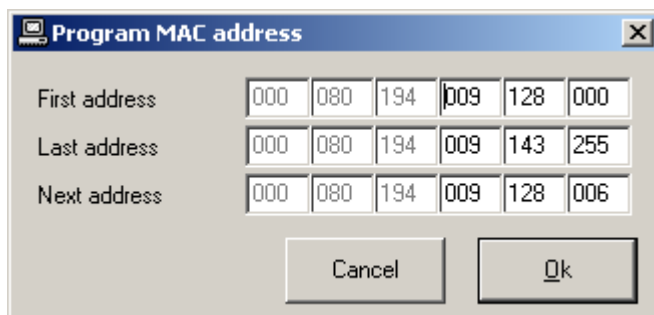 Program MAC address
First address 000 080 194 009 128 000
Last address 000 080 194 009 143 255
Next address 000 080 194 009 128 006
Cancel Ok